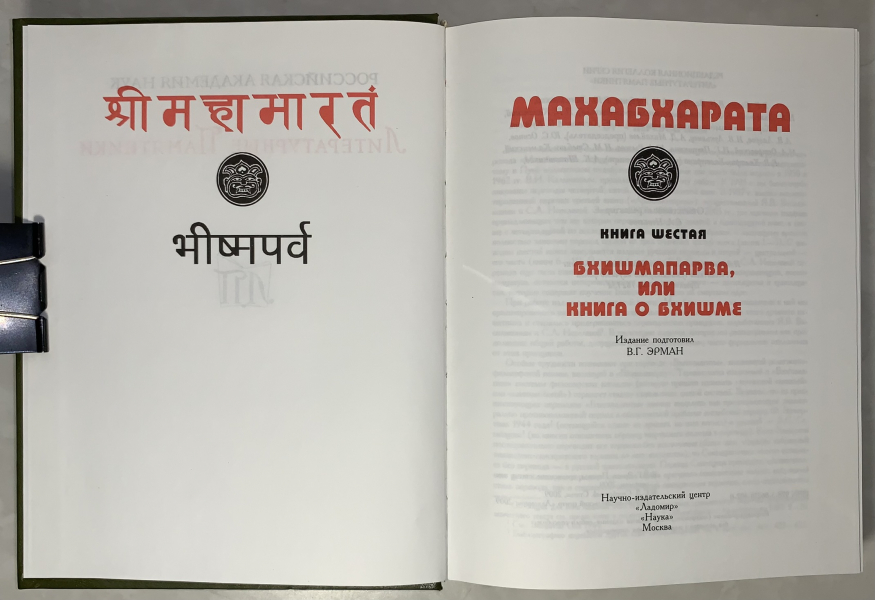 श्रीमहाभारतं
भीष्मपर्व
МАХАБХАРАТА
КНИГА ШЕСТАЯ
БХИШМАПАРВА,
ИЛИ
КНИГА О БХИШМЕ
Издание подготовил
В.Г. ЭРМАН
Научно-издательский центр
«Ладомир»
«Наука»
Москва